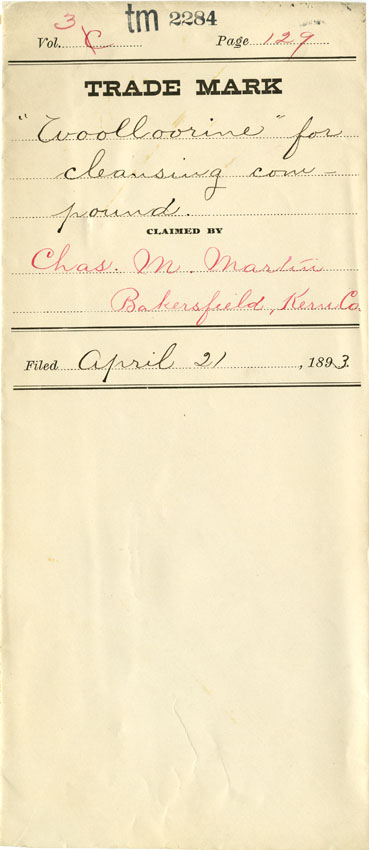 tm 2284
Vol. 3 C Page 129
TRADE MARK
"Woolloorine" for
cleansing com-
pound.
CLAIMED BY
Chas. M. Martin
Bakersfield, Kern Co.
Filed April 21, 1893.